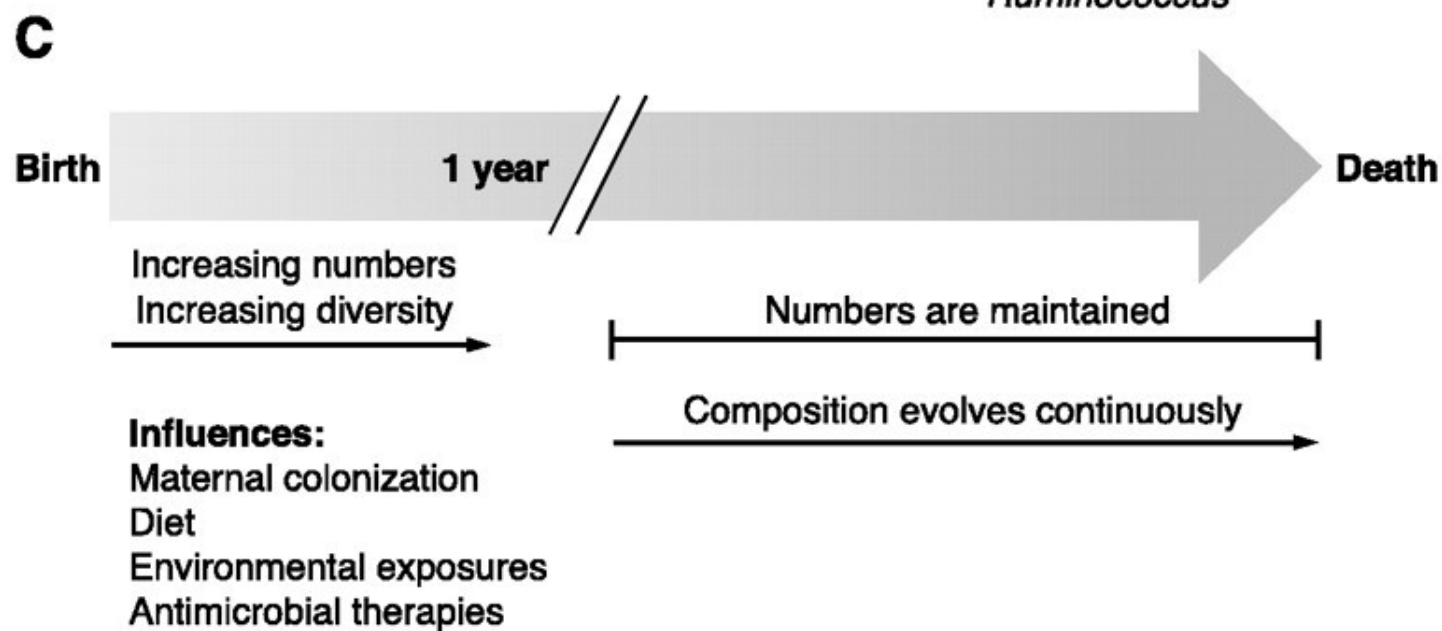 Ruminococcus
C
Birth
1 year
Death
Increasing numbers
Increasing diversity
Numbers are maintained
Composition evolves continuously
Influences:
Maternal colonization
Diet
Environmental exposures
Antimicrobial therapies